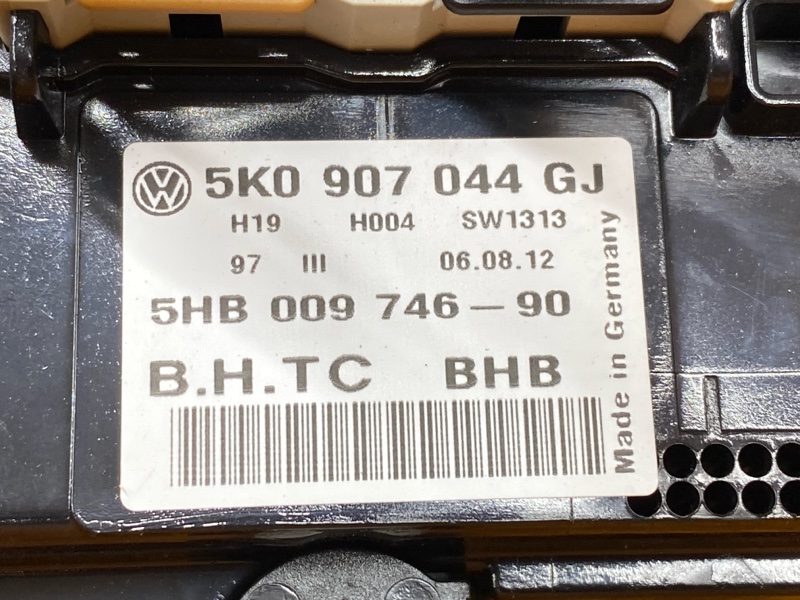 5K0 907 044 GJ
H19 H004 SW1313
97 III 06.08.12
5HB 009 746-90
B.H.TC BHB
Made in Germany